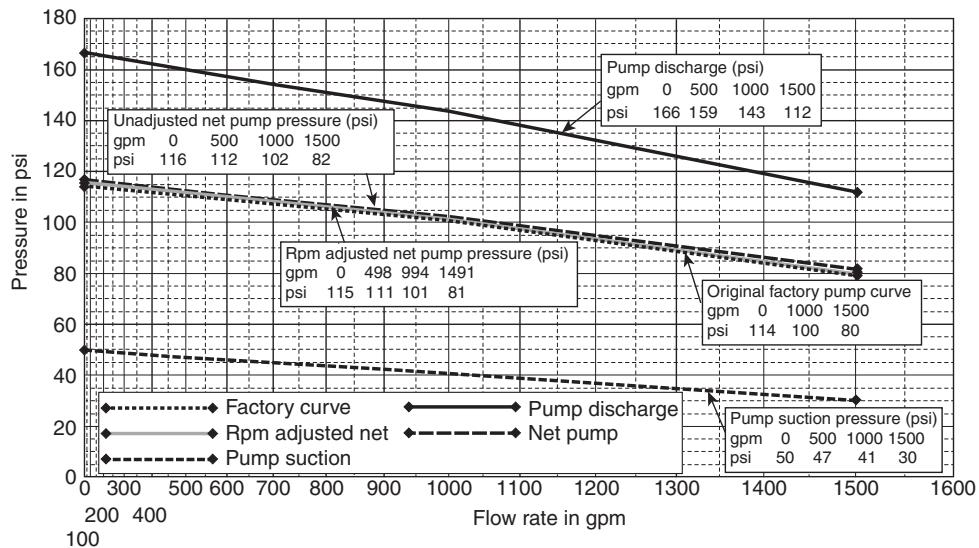 180
160
140
120
100
80
60
40
20
0
Pressure in psi
Pump discharge (psi)
gpm 0 500 1000 1500
psi 166 159 143 112
Unadjusted net pump pressure (psi)
gpm 0 500 1000 1500
psi 116 112 102 82
Rpm adjusted net pump pressure (psi)
gpm 0 498 994 1491
psi 115 111 101 81
Original factory pump curve
gpm 0 1000 1500
psi 114 100 80
Pump suction pressure (psi)
gpm 0 500 1000 1500
psi 50 47 41 30
Factory curve
Rpm adjusted net
Pump suction
Pump discharge
Net pump
0 300 500 600 700 800 900 1000 1100 1200 1300 1400 1500 1600
200 400
100
Flow rate in gpm